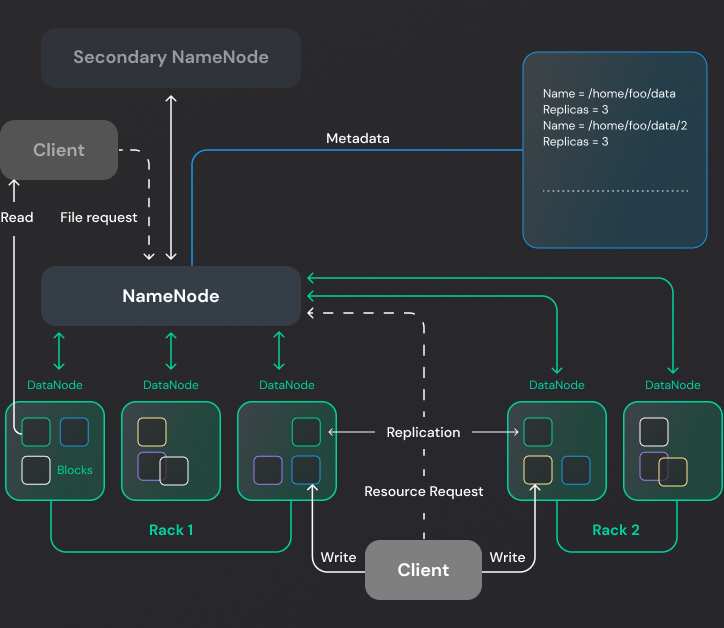 Secondary NameNode
Name = /home/foo/data
Replicas = 3
Name = /home/foo/data/2
Replicas = 3
Metadata
Client
Read
File request
NameNode
DataNode
DataNode
DataNode
DataNode
DataNode
Blocks
Replication
Resource Request
Rack 1
Rack 2
Write
Write
Client